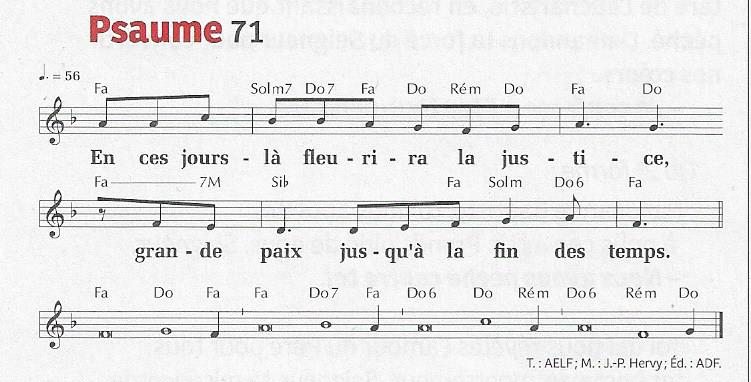 Psaume 71
♩. = 56
Fa Solm7 Do7 Fa Do Rém Do Fa Do
En ces jours - là fleu - ri - ra la jus - ti - ce,
Fa 7M Sib Fa Solm Do6 Fa
gran - de paix jus - qu'à la fin des temps.
Fa Do Fa Fa Do7 Fa Do6 Do Rém Do6 Rém Do
T. : AELF ; M. : J.-P. Hervy ; Éd. : ADF.